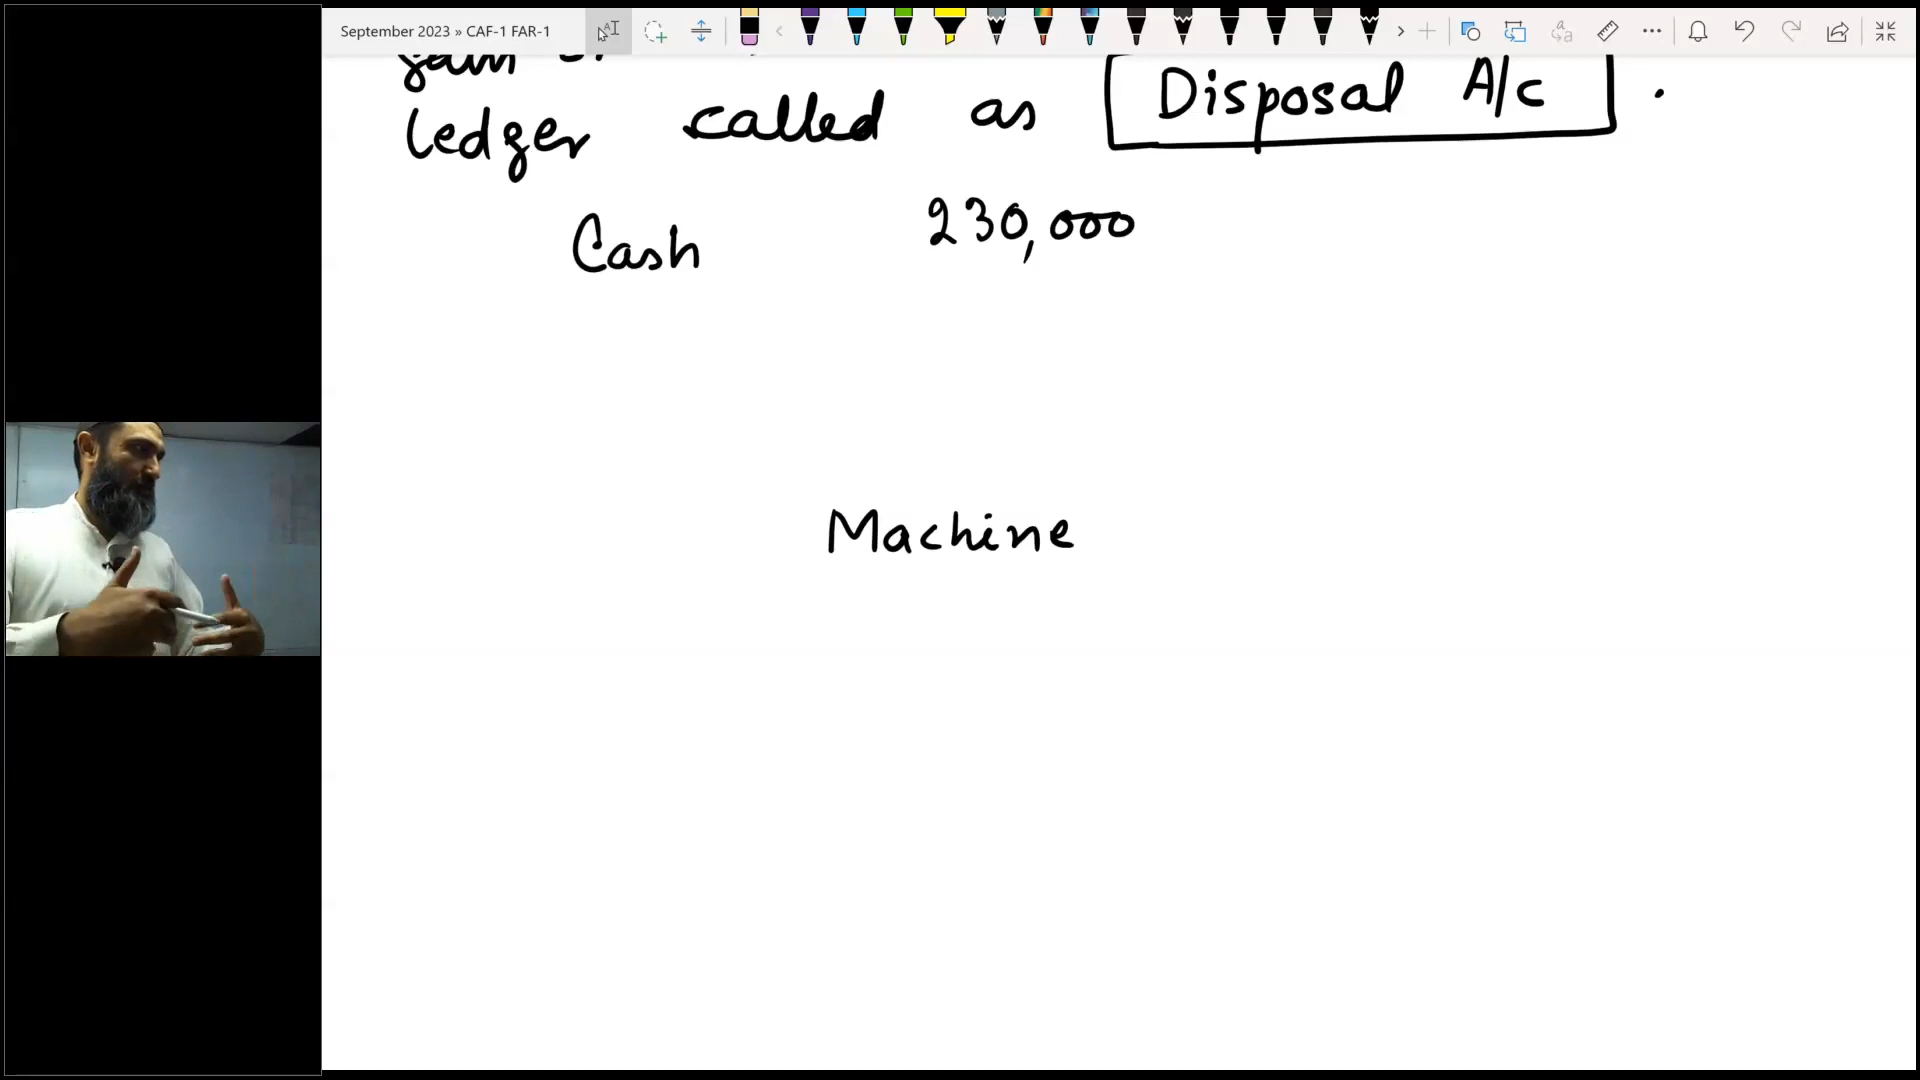 September 2023 » CAF-1 FAR-1
ledger called as Disposal A/c .
Cash 230,000
Machine